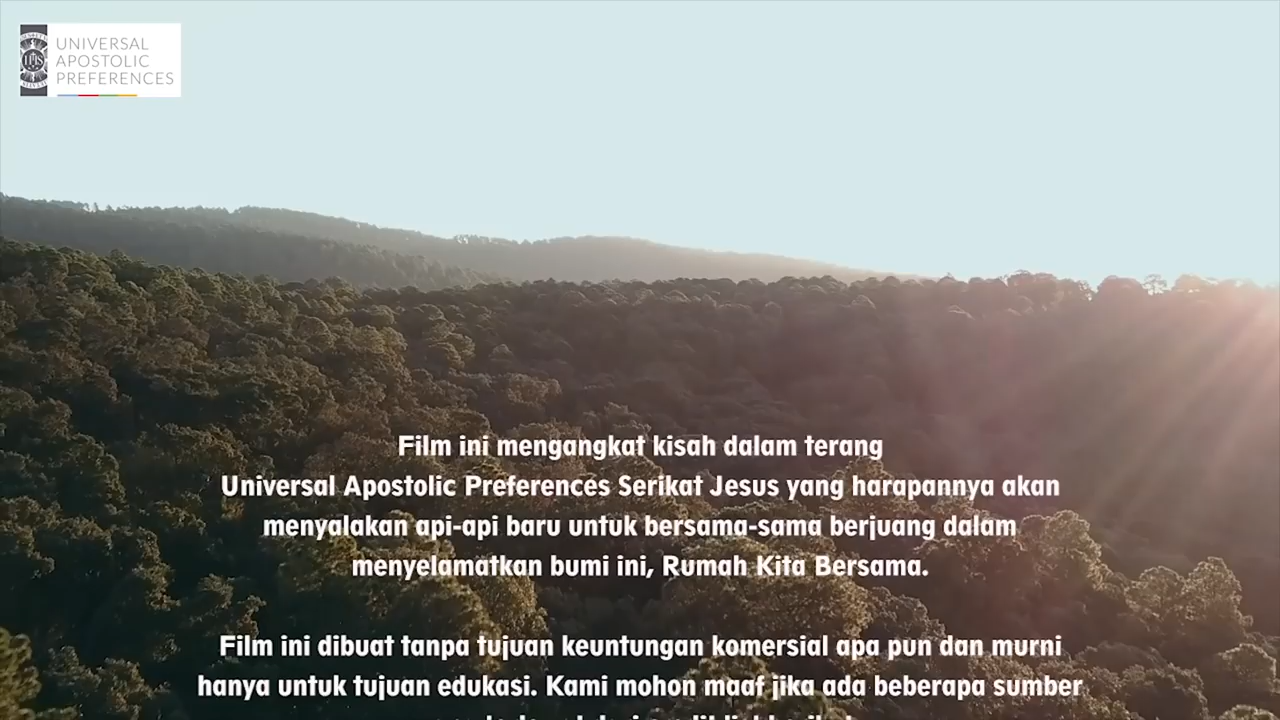 UNIVERSAL
APOSTOLIC
PREFERENCES
Film ini mengangkat kisah dalam terang
Universal Apostolic Preferences Serikat Jesus yang harapannya akan
menyalakan api-api baru untuk bersama-sama berjuang dalam
menyelamatkan bumi ini, Rumah Kita Bersama.
Film ini dibuat tanpa tujuan keuntungan komersial apa pun dan murni
hanya untuk tujuan edukasi. Kami mohon maaf jika ada beberapa sumber